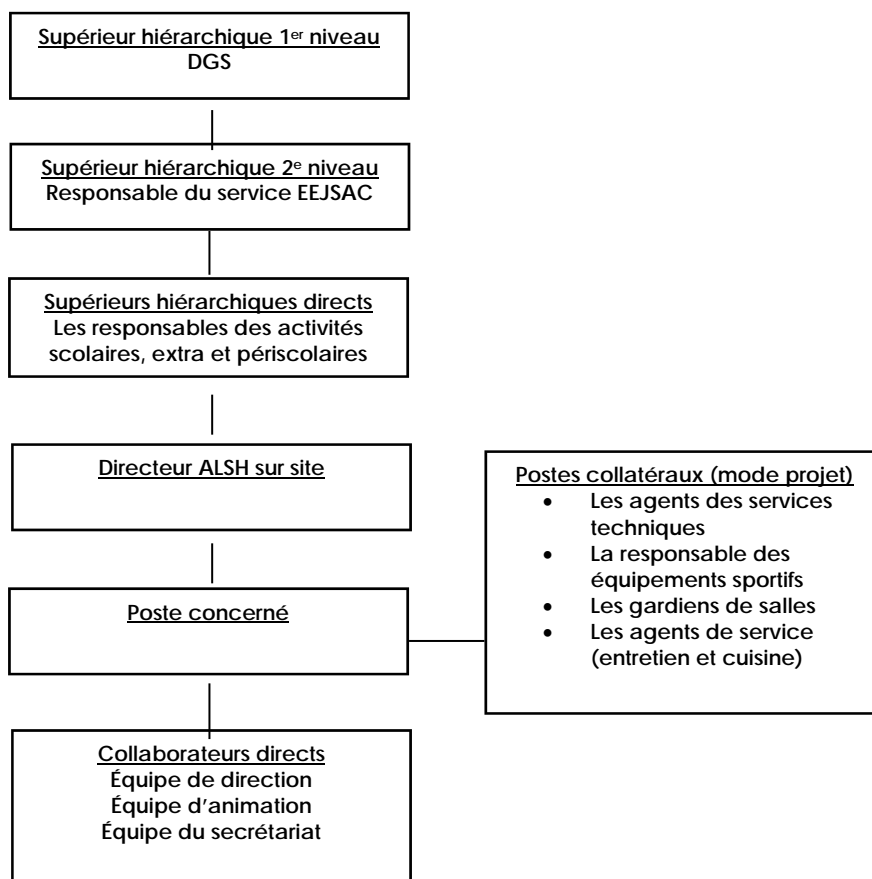 Supérieur hiérarchique 1er niveau
DGS
Supérieur hiérarchique 2e niveau
Responsable du service EEJSAC
Supérieurs hiérarchiques directs
Les responsables des activités
scolaires, extra et périscolaires
Directeur ALSH sur site
Poste concerné
Postes collatéraux (mode projet)
• Les agents des services
techniques
• La responsable des
équipements sportifs
• Les gardiens de salles
• Les agents de service
(entretien et cuisine)
Collaborateurs directs
Équipe de direction
Équipe d'animation
Équipe du secrétariat